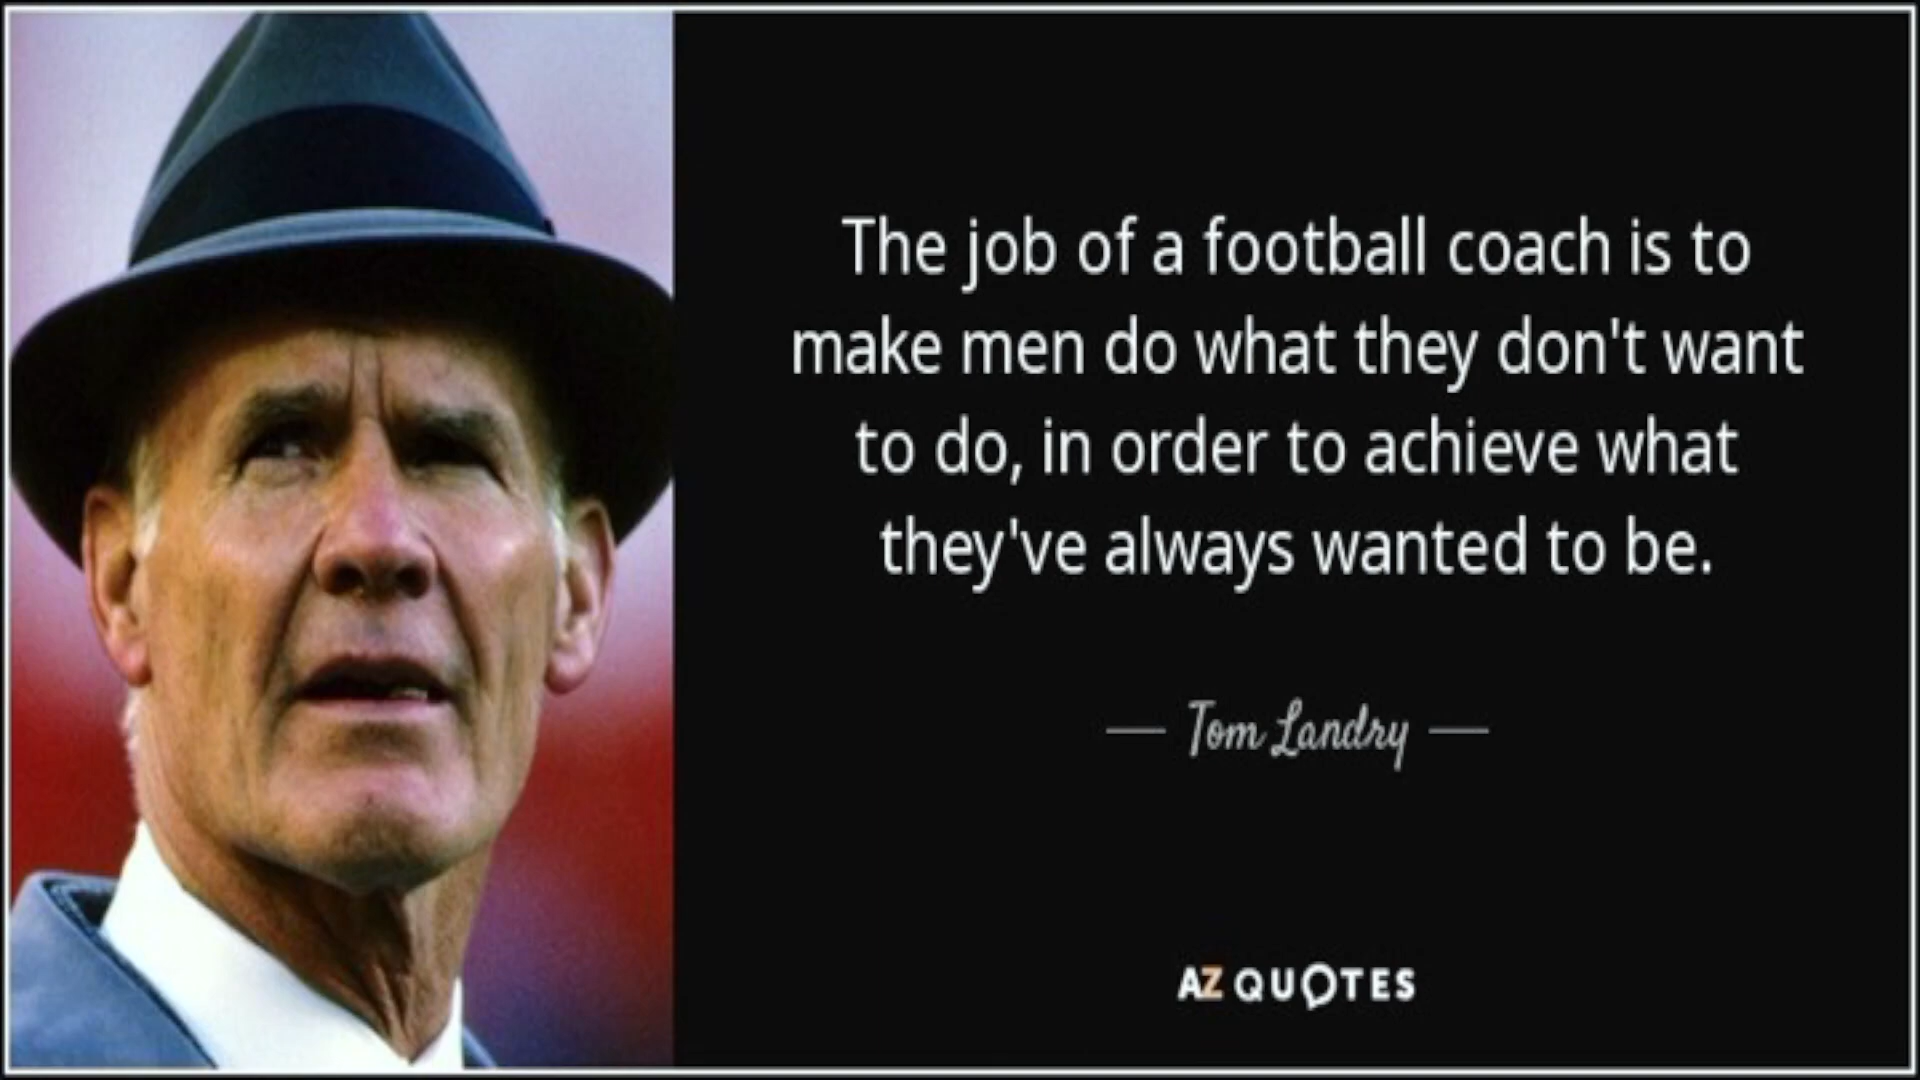 The job of a football coach is to
make men do what they don't want
to do, in order to achieve what
they've always wanted to be.
— Tom Landry —
AZ QUOTES